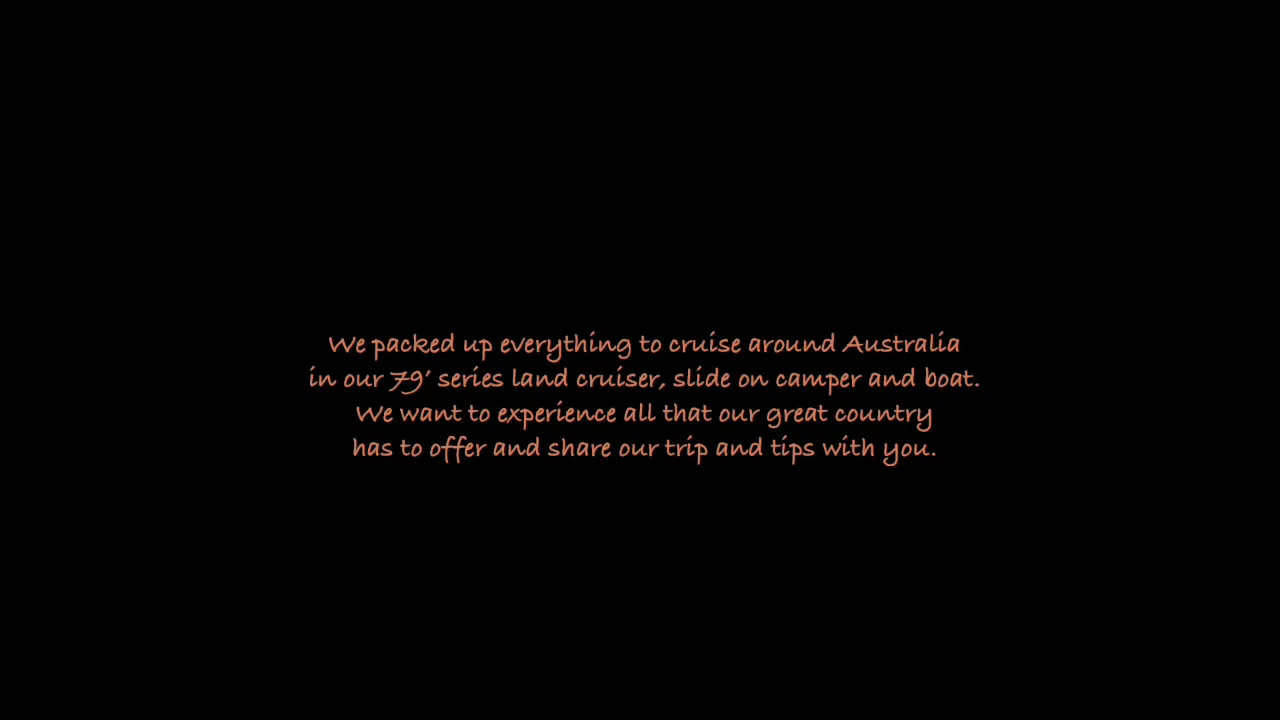 We packed up everything to cruise around Australia
in our 79' series land cruiser, slide on camper and boat.
We want to experience all that our great country
has to offer and share our trip and tips with you.